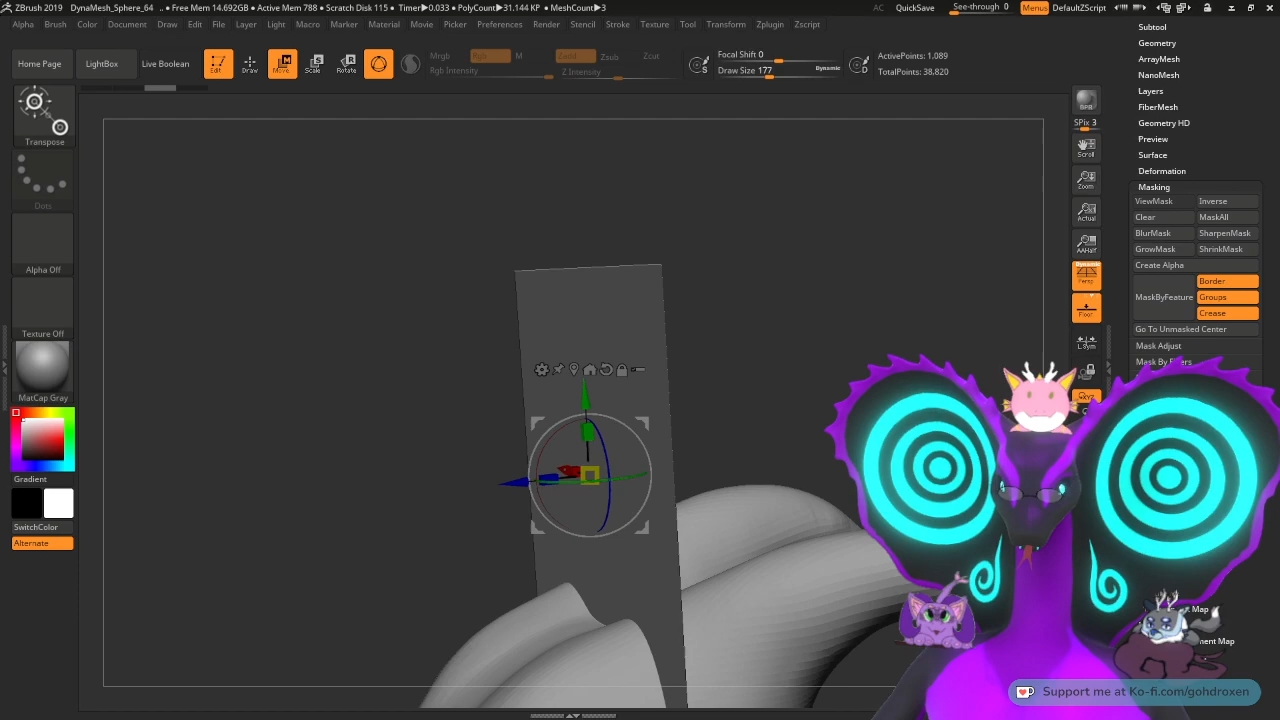 ZBrush 2019 DynaMesh_Sphere_64 .. • Free Mem 14.692GB • Active Mem 788 • Scratch Disk 115 • Timer▶0.033 • PolyCount▶31,144 KP • MeshCount▶3 AC QuickSave See-through 0 Menus DefaultZScript
Alpha Brush Color Document Draw Edit File Layer Light Macro Marker Material Movie Picker Preferences Render Stencil Stroke Texture Tool Transform Zplugin Zscript
Home Page LightBox Live Boolean
Edit Draw Move Scale Rotate
Mrgb Rgb M
Rgb Intensity
Zadd Zsub Zcut
Z Intensity
Focal Shift 0
Draw Size 177 Dynamic
ActivePoints: 1,089
TotalPoints: 38,820
Transpose
Dots
Alpha Off
Texture Off
MatCap Gray
Gradient
SwitchColor
Alternate
BPR
SPix 3
Scroll
Zoom
Actual
AAHalf
Dynamic
Persp
Floor
L.Sym
Subtool
Geometry
ArrayMesh
NanoMesh
Layers
FiberMesh
Geometry HD
Preview
Surface
Deformation
Masking
ViewMask Inverse
Clear MaskAll
BlurMask SharpenMask
GrowMask ShrinkMask
Create Alpha
MaskByFeature Border
Groups
Crease
Go To Unmasked Center
Mask Adjust
Mask By Fibers
Map
Map
Support me at Ko-fi.com/gohdroxen